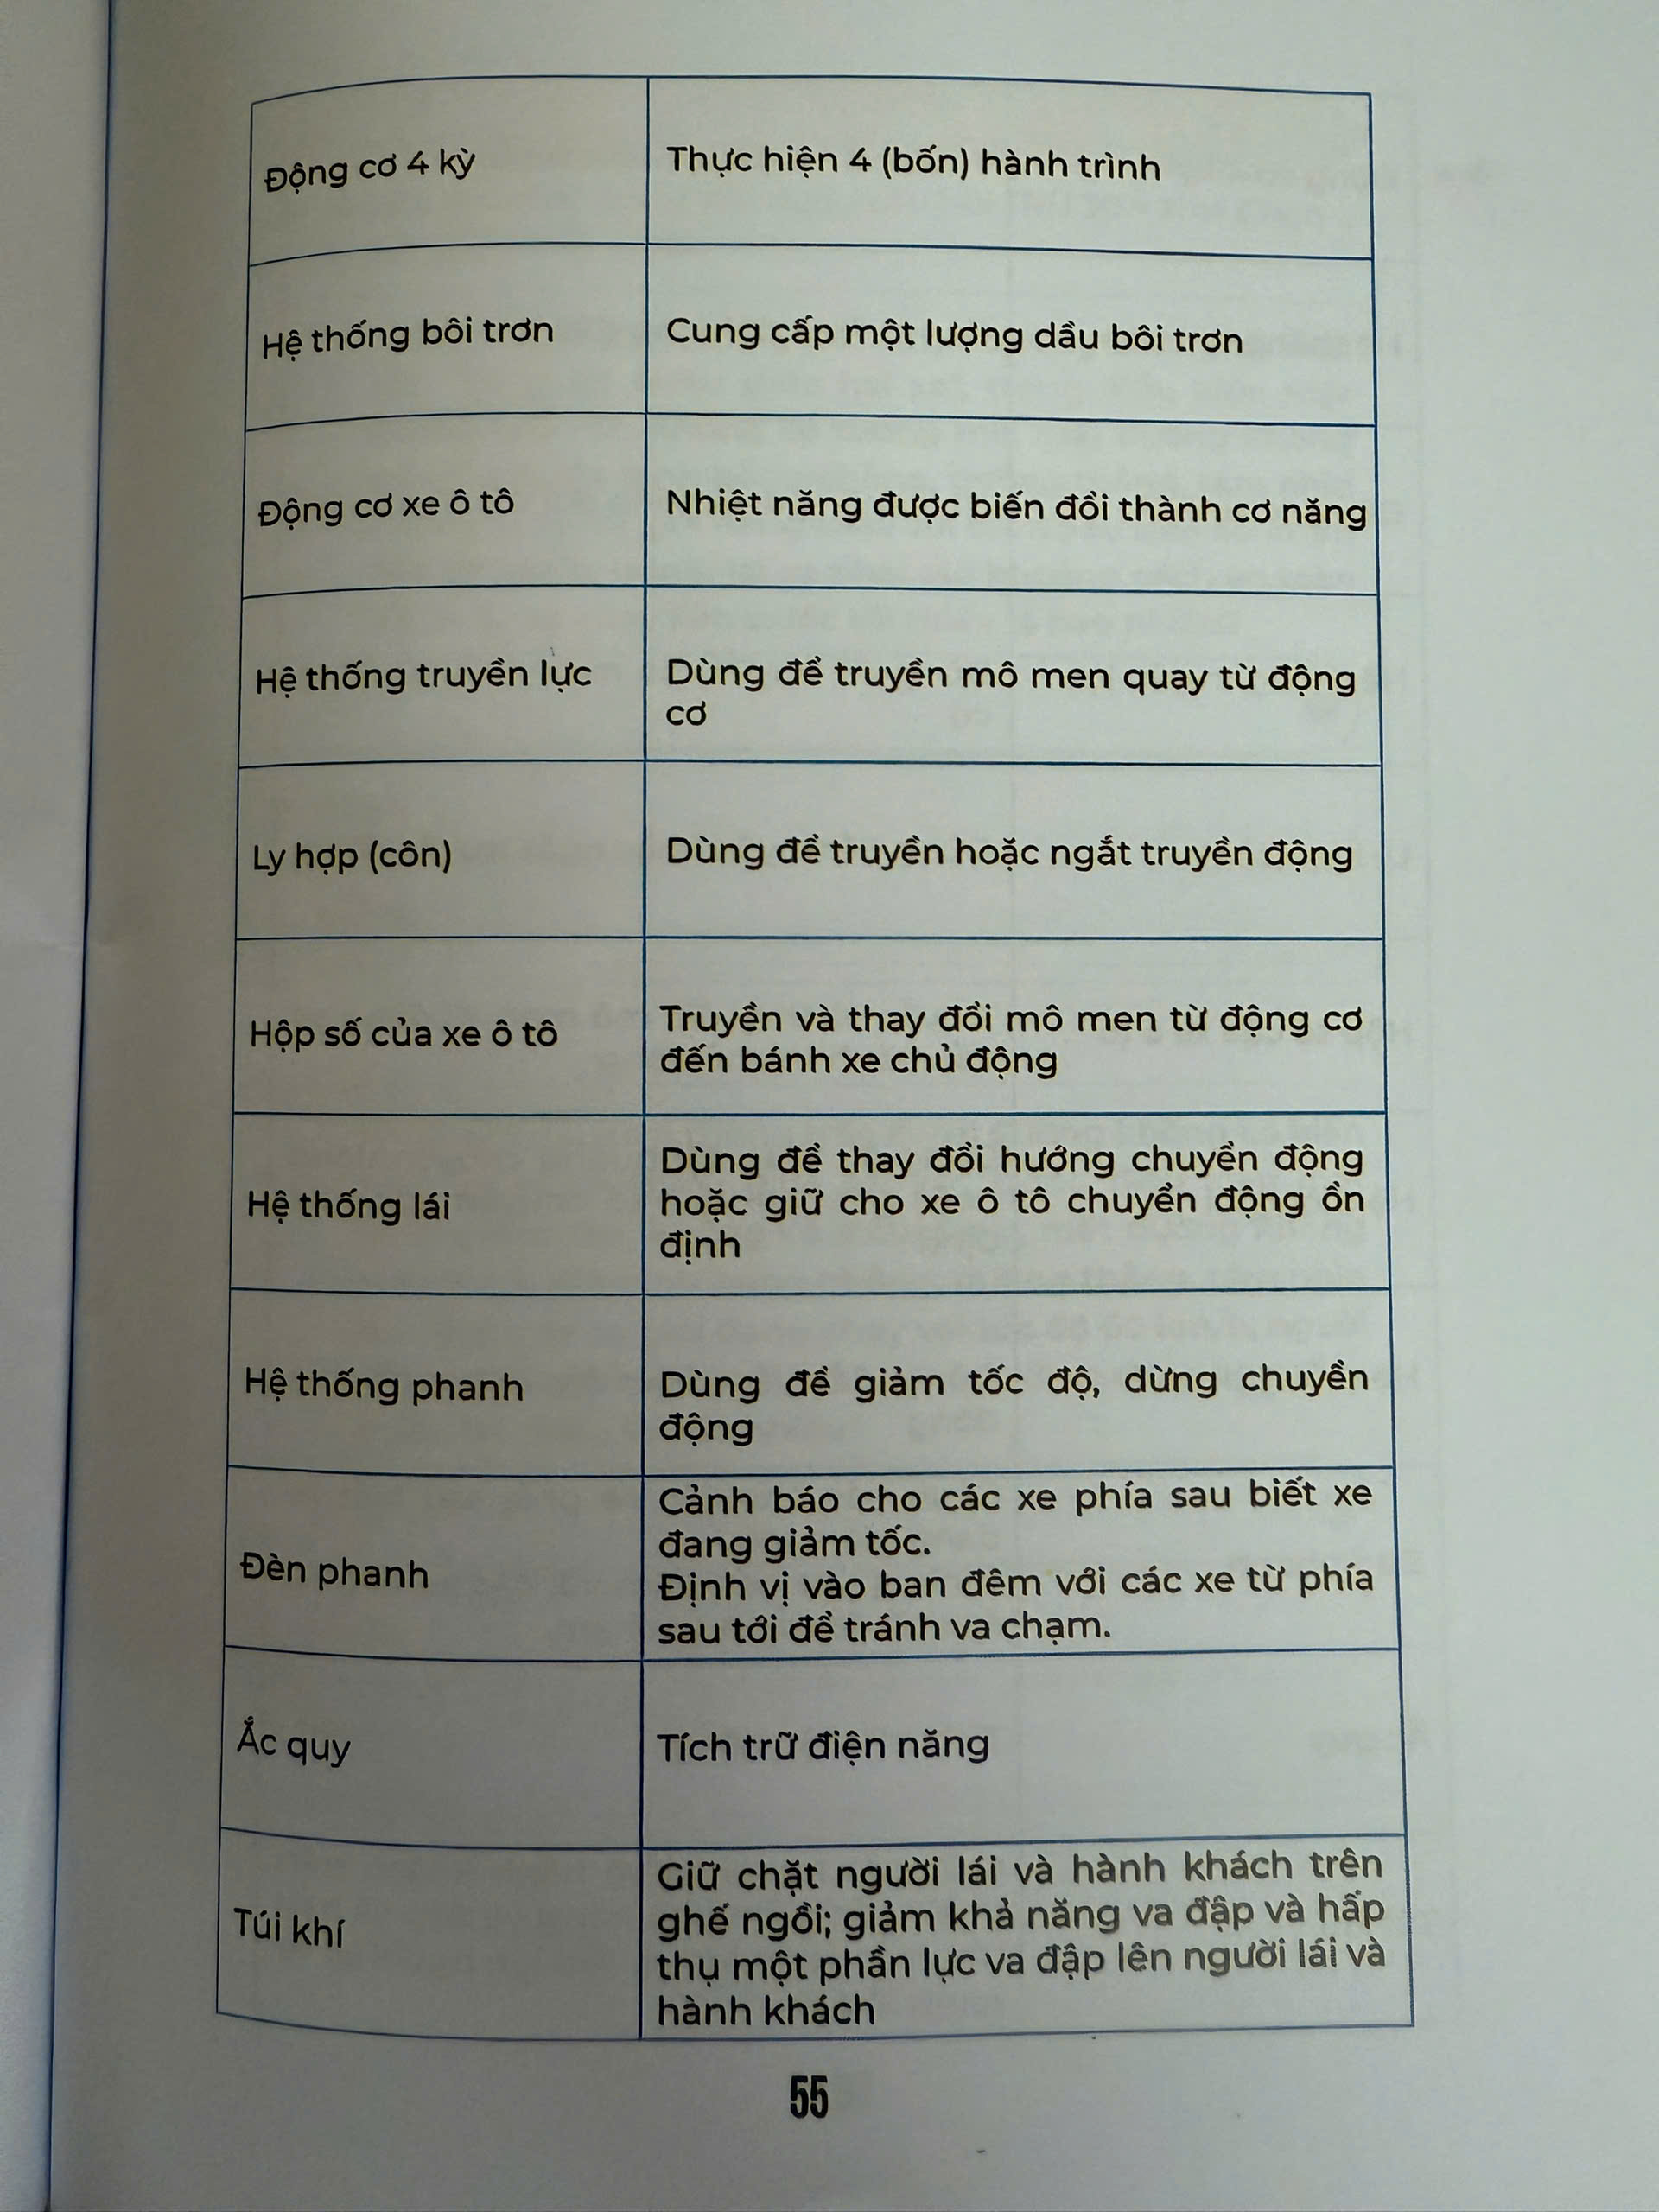 Động cơ 4 kỳ
Thực hiện 4 (bốn) hành trình
Hệ thống bôi trơn
Cung cấp một lượng dầu bôi trơn
Động cơ xe ô tô
Nhiệt năng được biến đổi thành cơ năng
Hệ thống truyền lực
Dùng để truyền mô men quay từ động
cơ
Ly hợp (côn)
Dùng để truyền hoặc ngắt truyền động
Hộp số của xe ô tô
Truyền và thay đổi mô men từ động cơ
đến bánh xe chủ động
Hệ thống lái
Dùng để thay đổi hướng chuyển động
hoặc giữ cho xe ô tô chuyển động ổn
định
Hệ thống phanh
Dùng để giảm tốc độ, dừng chuyển
động
Đèn phanh
Cảnh báo cho các xe phía sau biết xe
đang giảm tốc.
Định vị vào ban đêm với các xe từ phía
sau tới để tránh va chạm.
Ắc quy
Tích trữ điện năng
Túi khí
Giữ chặt người lái và hành khách trên
ghế ngồi; giảm khả năng va đập và hấp
thụ một phần lực va đập lên người lái và
hành khách
55